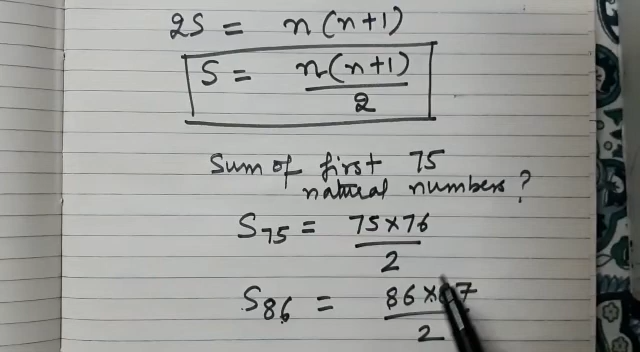 2S = n(n+1)
S = n(n+1)/2
Sum of first 75
natural numbers?
S75 = 75×76/2
S86 = 86×87/2